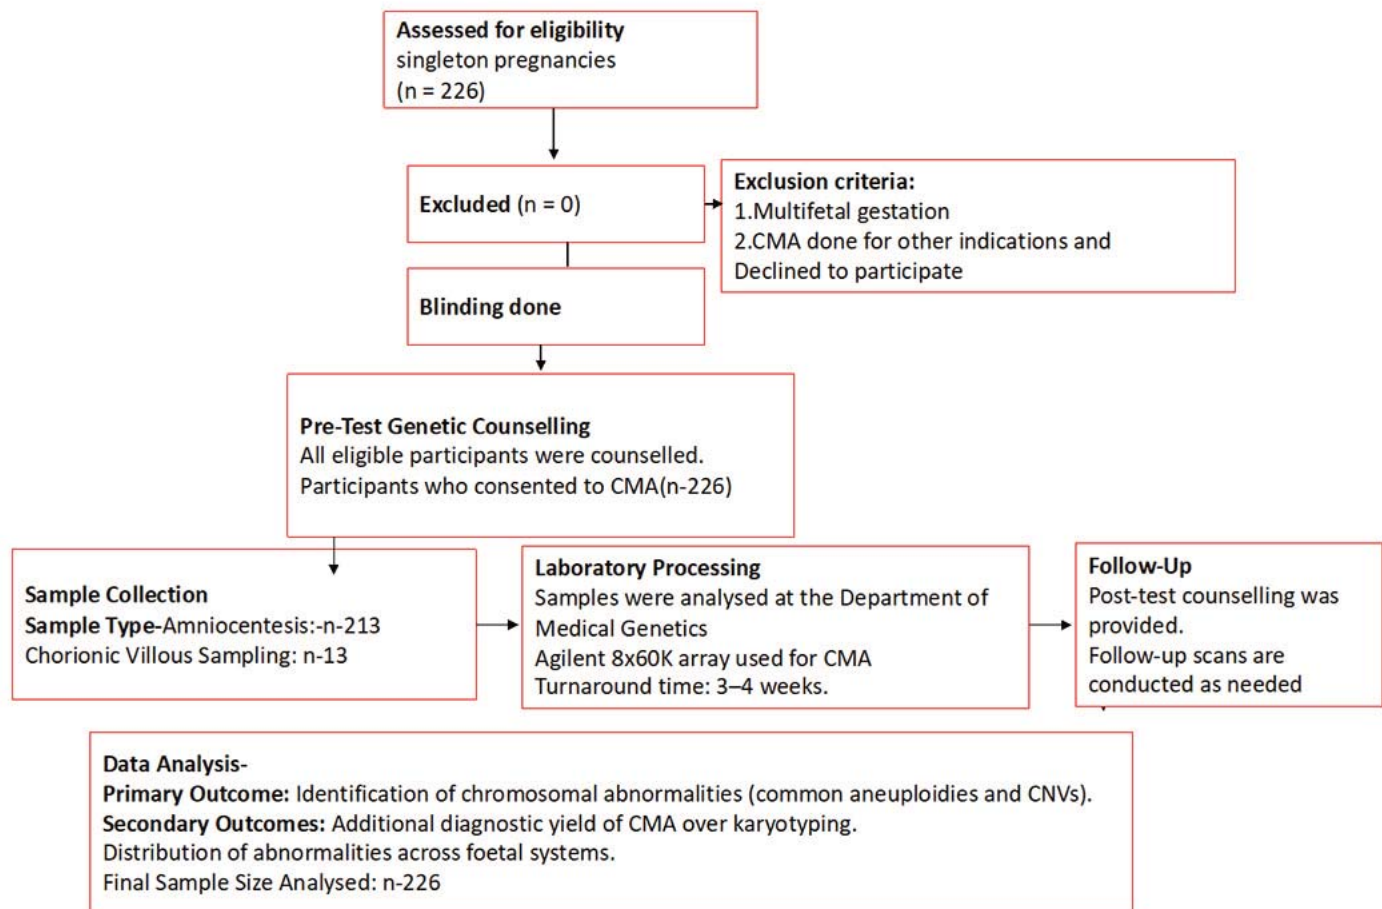 Assessed for eligibility
singleton pregnancies
(n = 226)
Excluded (n = 0)
Exclusion criteria:
1.Multifetal gestation
2.CMA done for other indications and
Declined to participate
Blinding done
Pre-Test Genetic Counselling
All eligible participants were counselled.
Participants who consented to CMA(n-226)
Sample Collection
Sample Type-Amniocentesis:-n-213
Chorionic Villous Sampling: n-13
Laboratory Processing
Samples were analysed at the Department of
Medical Genetics
Agilent 8x60K array used for CMA
Turnaround time: 3–4 weeks.
Follow-Up
Post-test counselling was
provided.
Follow-up scans are
conducted as needed
Data Analysis-
Primary Outcome: Identification of chromosomal abnormalities (common aneuploidies and CNVs).
Secondary Outcomes: Additional diagnostic yield of CMA over karyotyping.
Distribution of abnormalities across foetal systems.
Final Sample Size Analysed: n-226